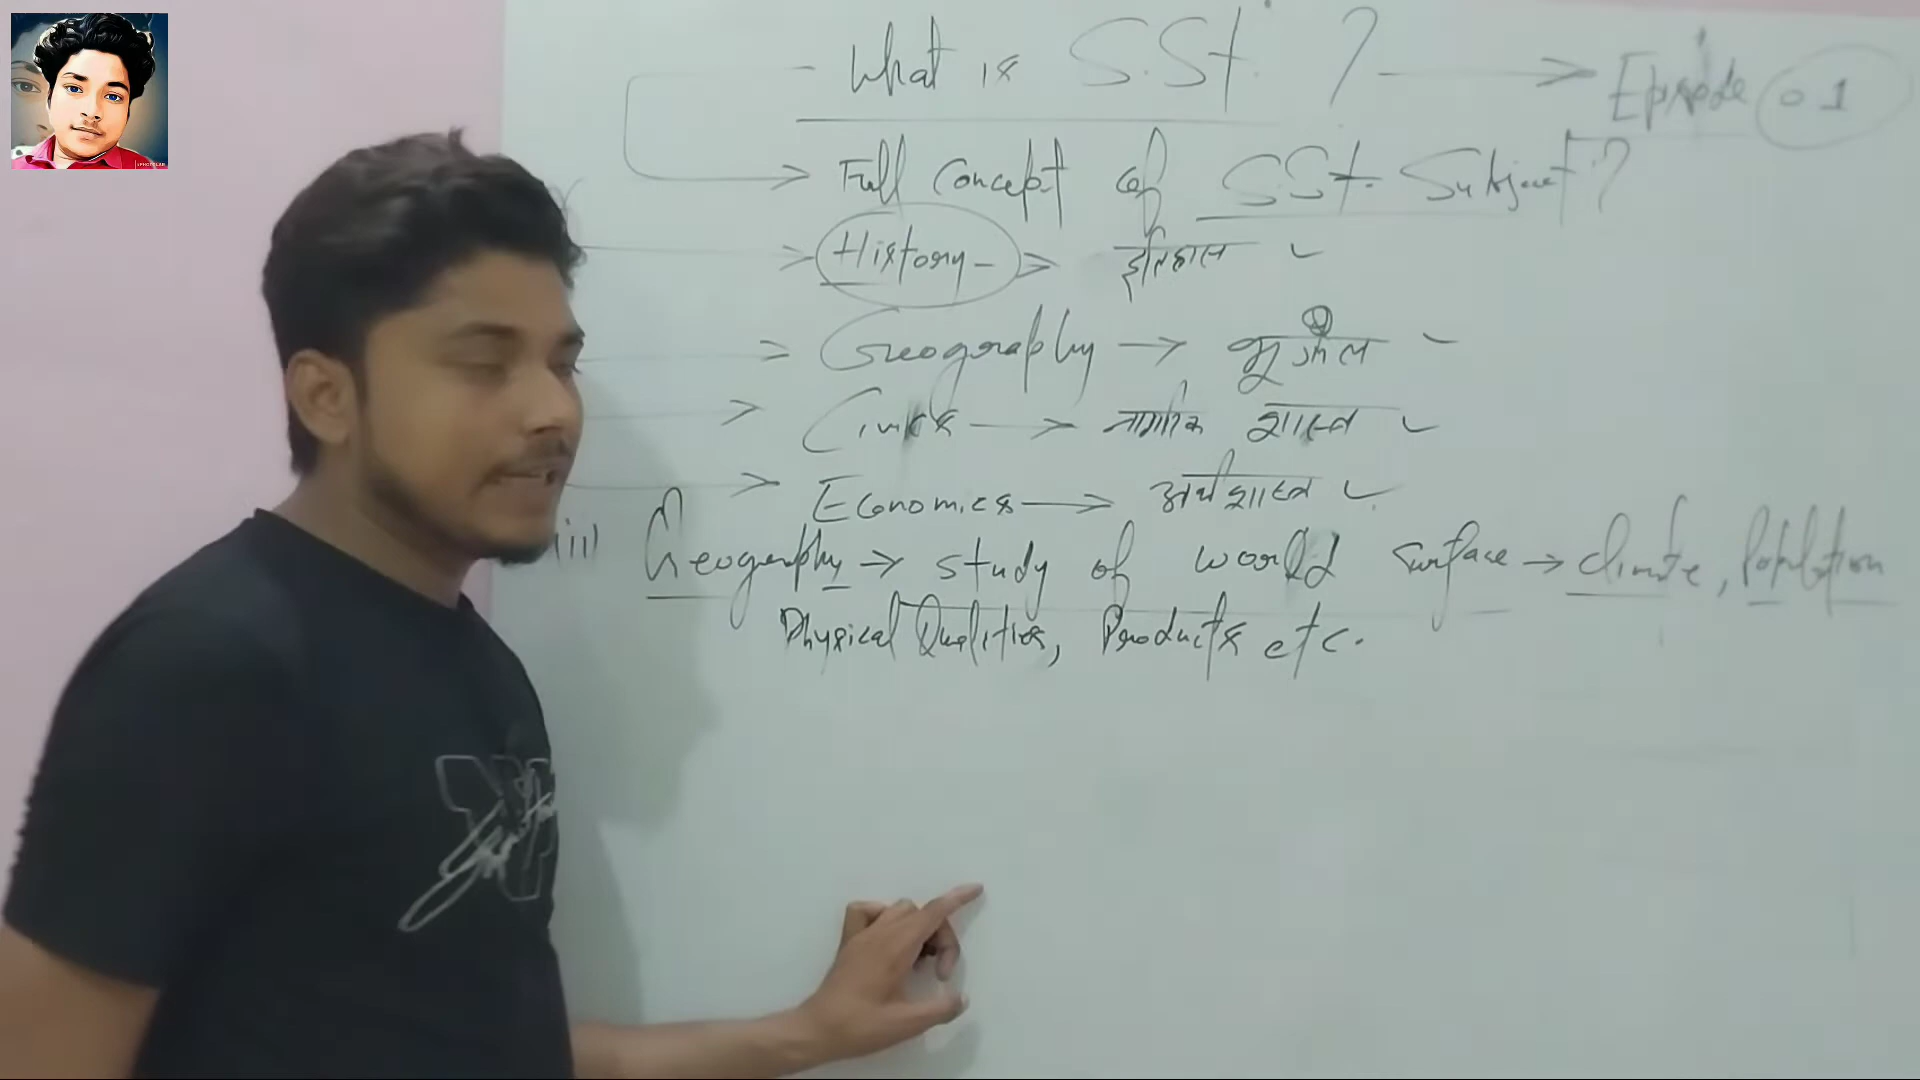 - What is S.St. ? → Episode 01
→ Full Concept of S.St. Subject ?
→ History → इतिहास ✓
→ Geography → भूगोल ✓
→ Civics → नागरिक शास्त्र ✓
→ Economics → अर्थशास्त्र ✓
(ii) Geography → study of world surface → climate, Population
Physical Qualities, Products etc.